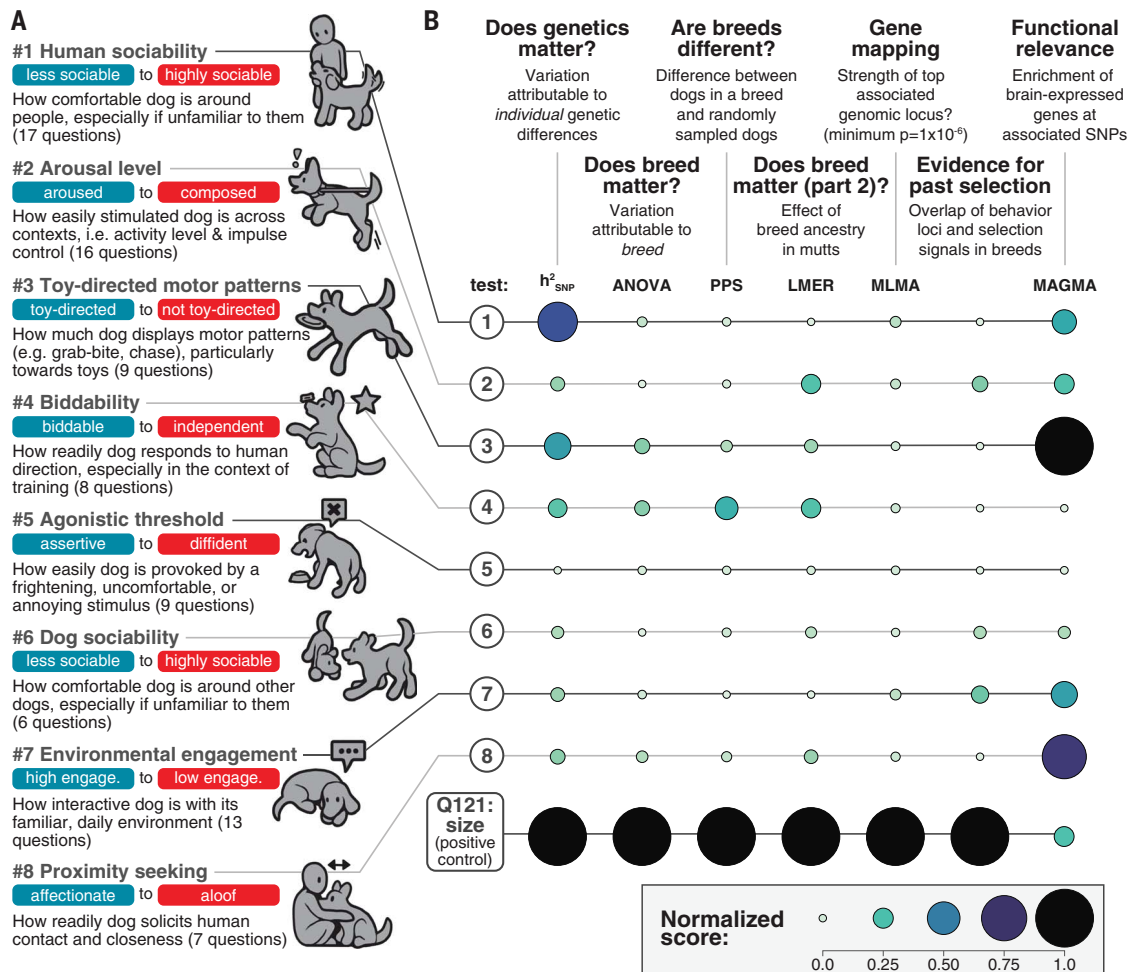 A
#1 Human sociability
less sociable to highly sociable
How comfortable dog is around
people, especially if unfamiliar to them
(17 questions)
#2 Arousal level
!
aroused to composed
How easily stimulated dog is across
contexts, i.e. activity level & impulse
control (16 questions)
#3 Toy-directed motor patterns
toy-directed to not toy-directed
How much dog displays motor patterns
(e.g. grab-bite, chase), particularly
towards toys (9 questions)
#4 Biddability
biddable to independent
How readily dog responds to human
direction, especially in the context of
training (8 questions)
#5 Agonistic threshold
assertive to diffident
How easily dog is provoked by a
frightening, uncomfortable, or
annoying stimulus (9 questions)
#6 Dog sociability
less sociable to highly sociable
How comfortable dog is around other
dogs, especially if unfamiliar to them
(6 questions)
#7 Environmental engagement
high engage. to low engage.
How interactive dog is with its
familiar, daily environment (13
questions)
#8 Proximity seeking
affectionate to aloof
How readily dog solicits human
contact and closeness (7 questions)
B
Does genetics
matter?
Variation
attributable to
individual genetic
differences
Does breed
matter?
Variation
attributable to
breed
Are breeds
different?
Difference between
dogs in a breed
and randomly
sampled dogs
Does breed
matter (part 2)?
Effect of
breed ancestry
in mutts
Gene
mapping
Strength of top
associated
genomic locus?
(minimum p=1x10⁻⁶)
Evidence for
past selection
Overlap of behavior
loci and selection
signals in breeds
Functional
relevance
Enrichment of
brain-expressed
genes at
associated SNPs
test: h²SNP ANOVA PPS LMER MLMA MAGMA
1
2
3
4
5
6
7
8
Q121:
size
(positive
control)
Normalized
score:
0.0 0.25 0.50 0.75 1.0